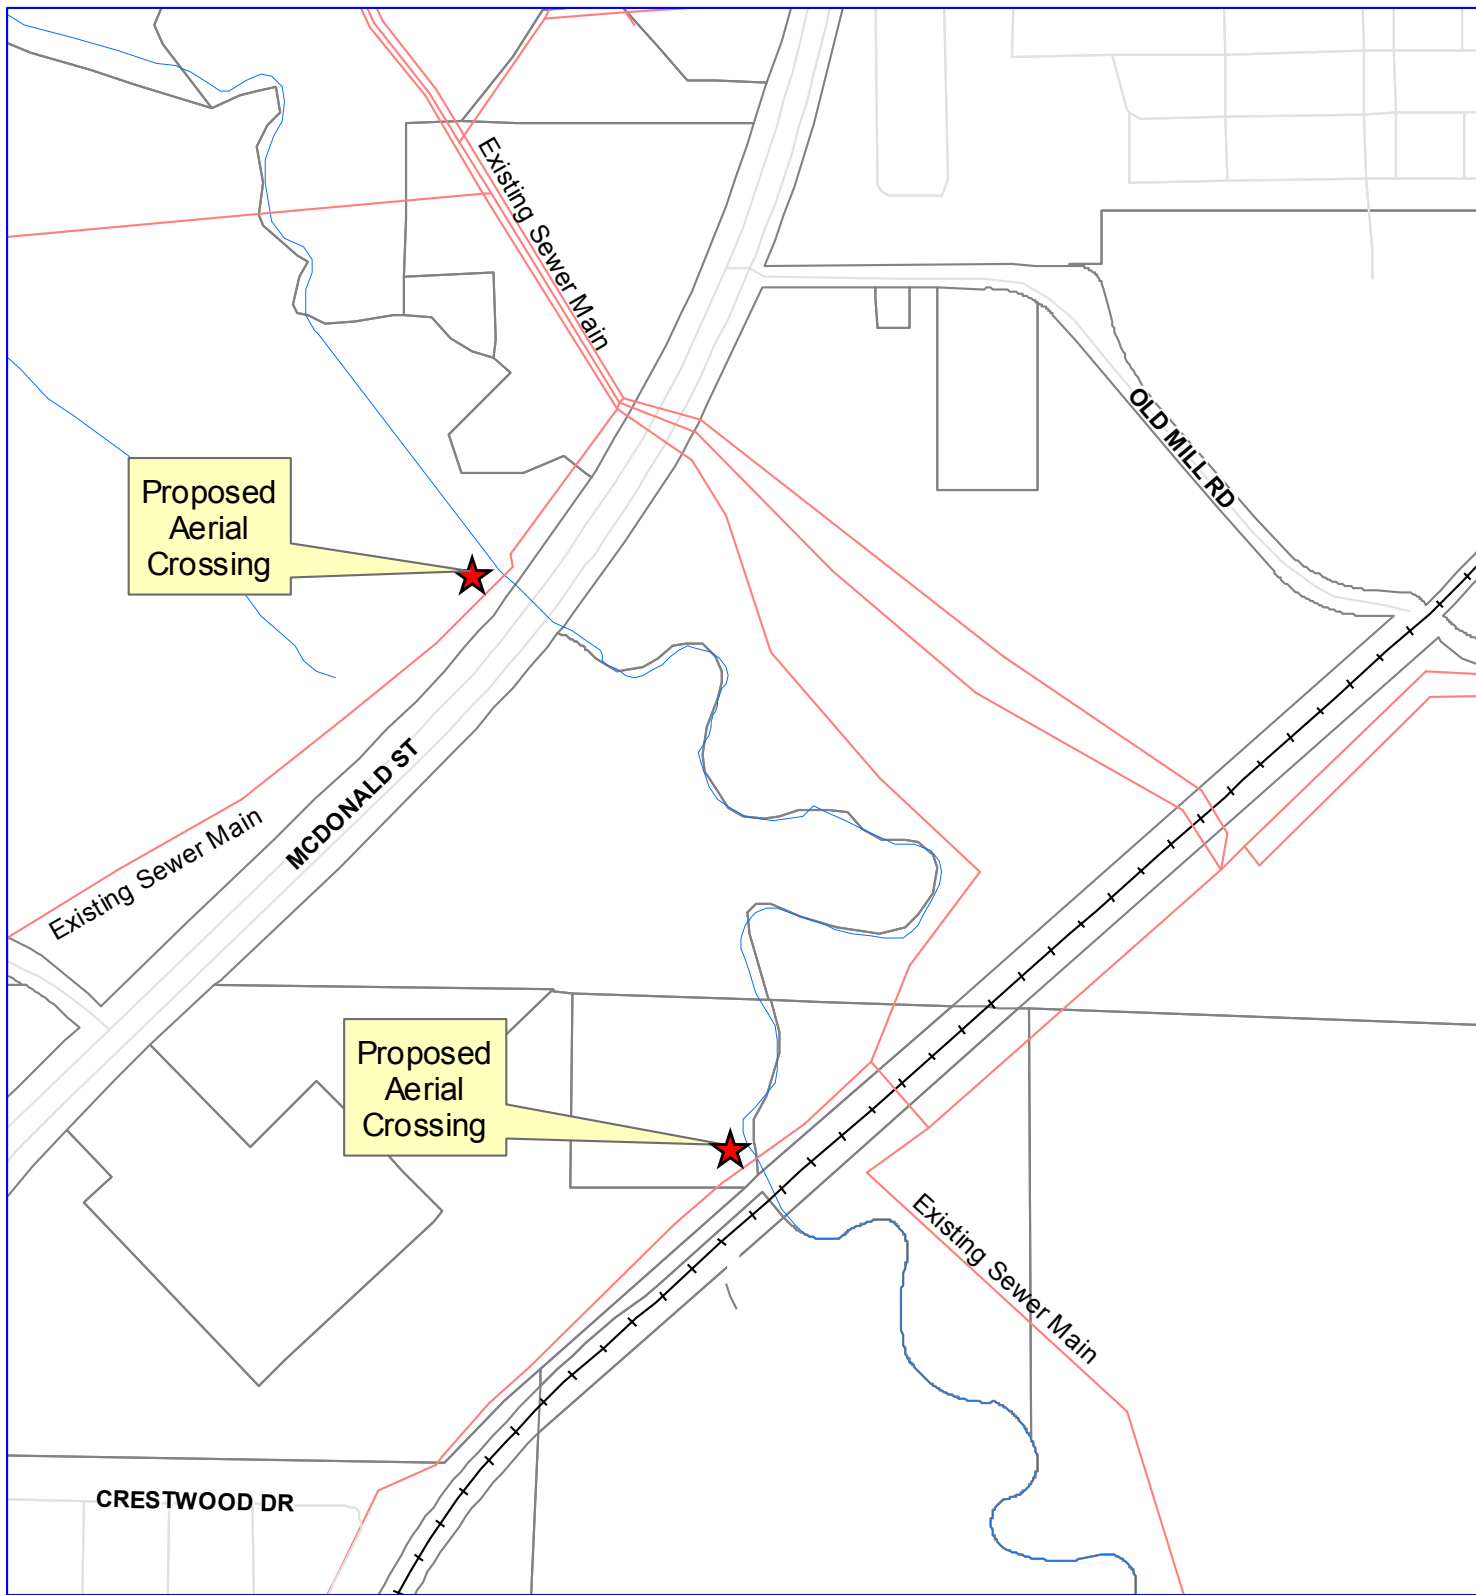 Existing Sewer Main
OLD MILL RD
Proposed
Aerial
Crossing
MCDONALD ST
Existing Sewer Main
Proposed
Aerial
Crossing
Existing Sewer Main
CRESTWOOD DR